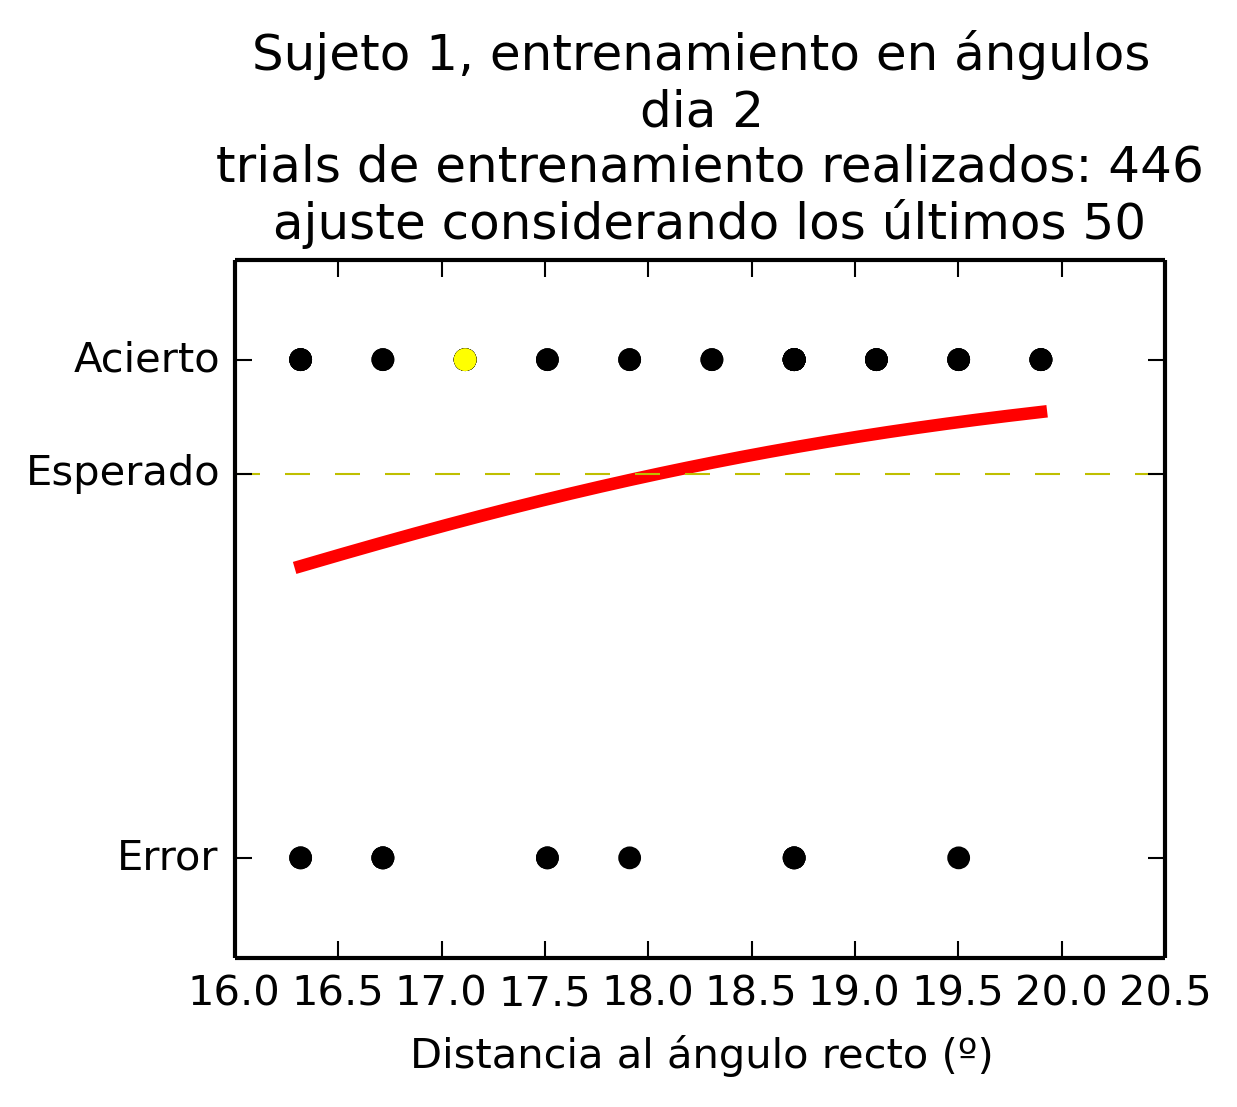 Sujeto 1, entrenamiento en ángulos
dia 2
trials de entrenamiento realizados: 446
ajuste considerando los últimos 50
Acierto
Esperado
Error
16.0 16.5 17.0 17.5 18.0 18.5 19.0 19.5 20.0 20.5
Distancia al ángulo recto (º)